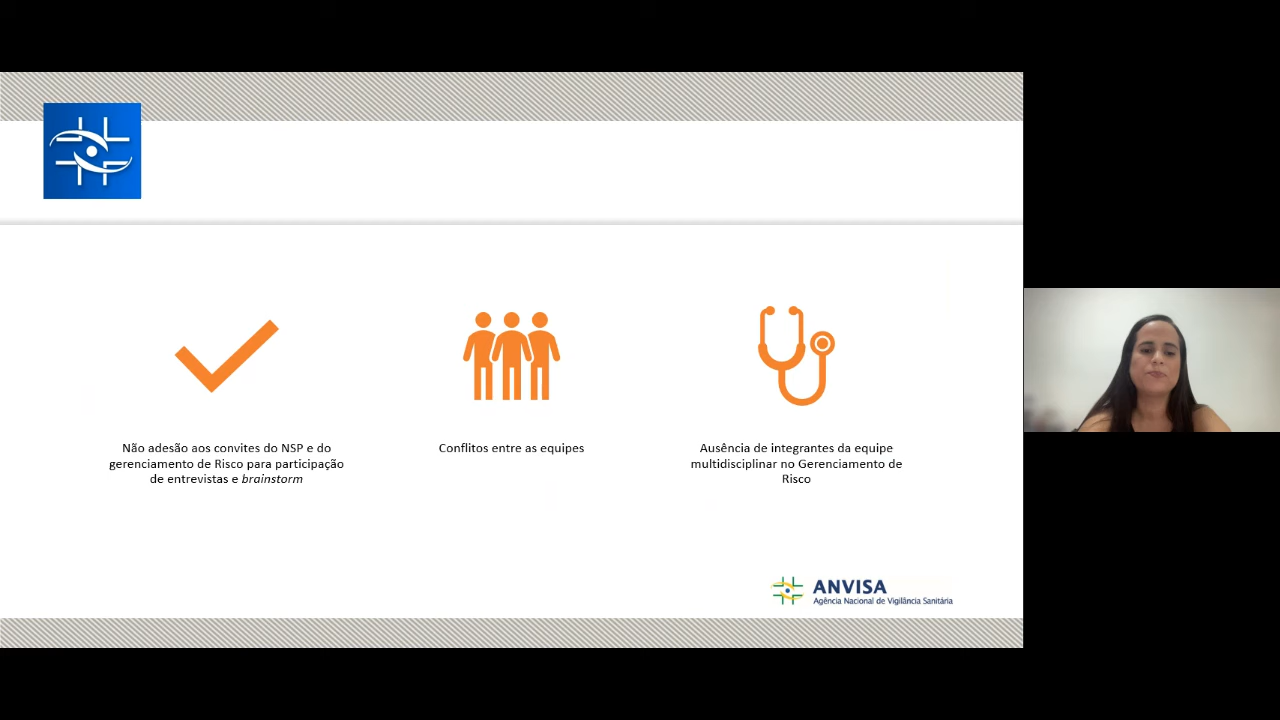 Não adesão aos convites do NSP e do
gerenciamento de Risco para participação
de entrevistas e brainstorm
Conflitos entre as equipes
Ausência de integrantes da equipe
multidisciplinar no Gerenciamento de
Risco
ANVISA
Agência Nacional de Vigilância Sanitária